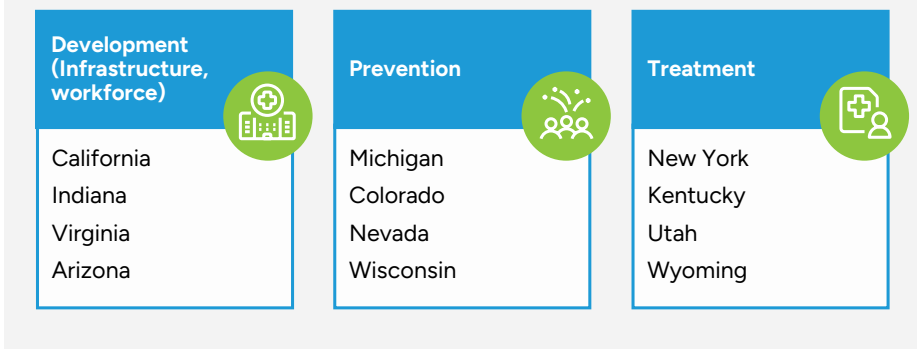 Development
(Infrastructure,
workforce)
California
Indiana
Virginia
Arizona
Prevention
Michigan
Colorado
Nevada
Wisconsin
Treatment
New York
Kentucky
Utah
Wyoming